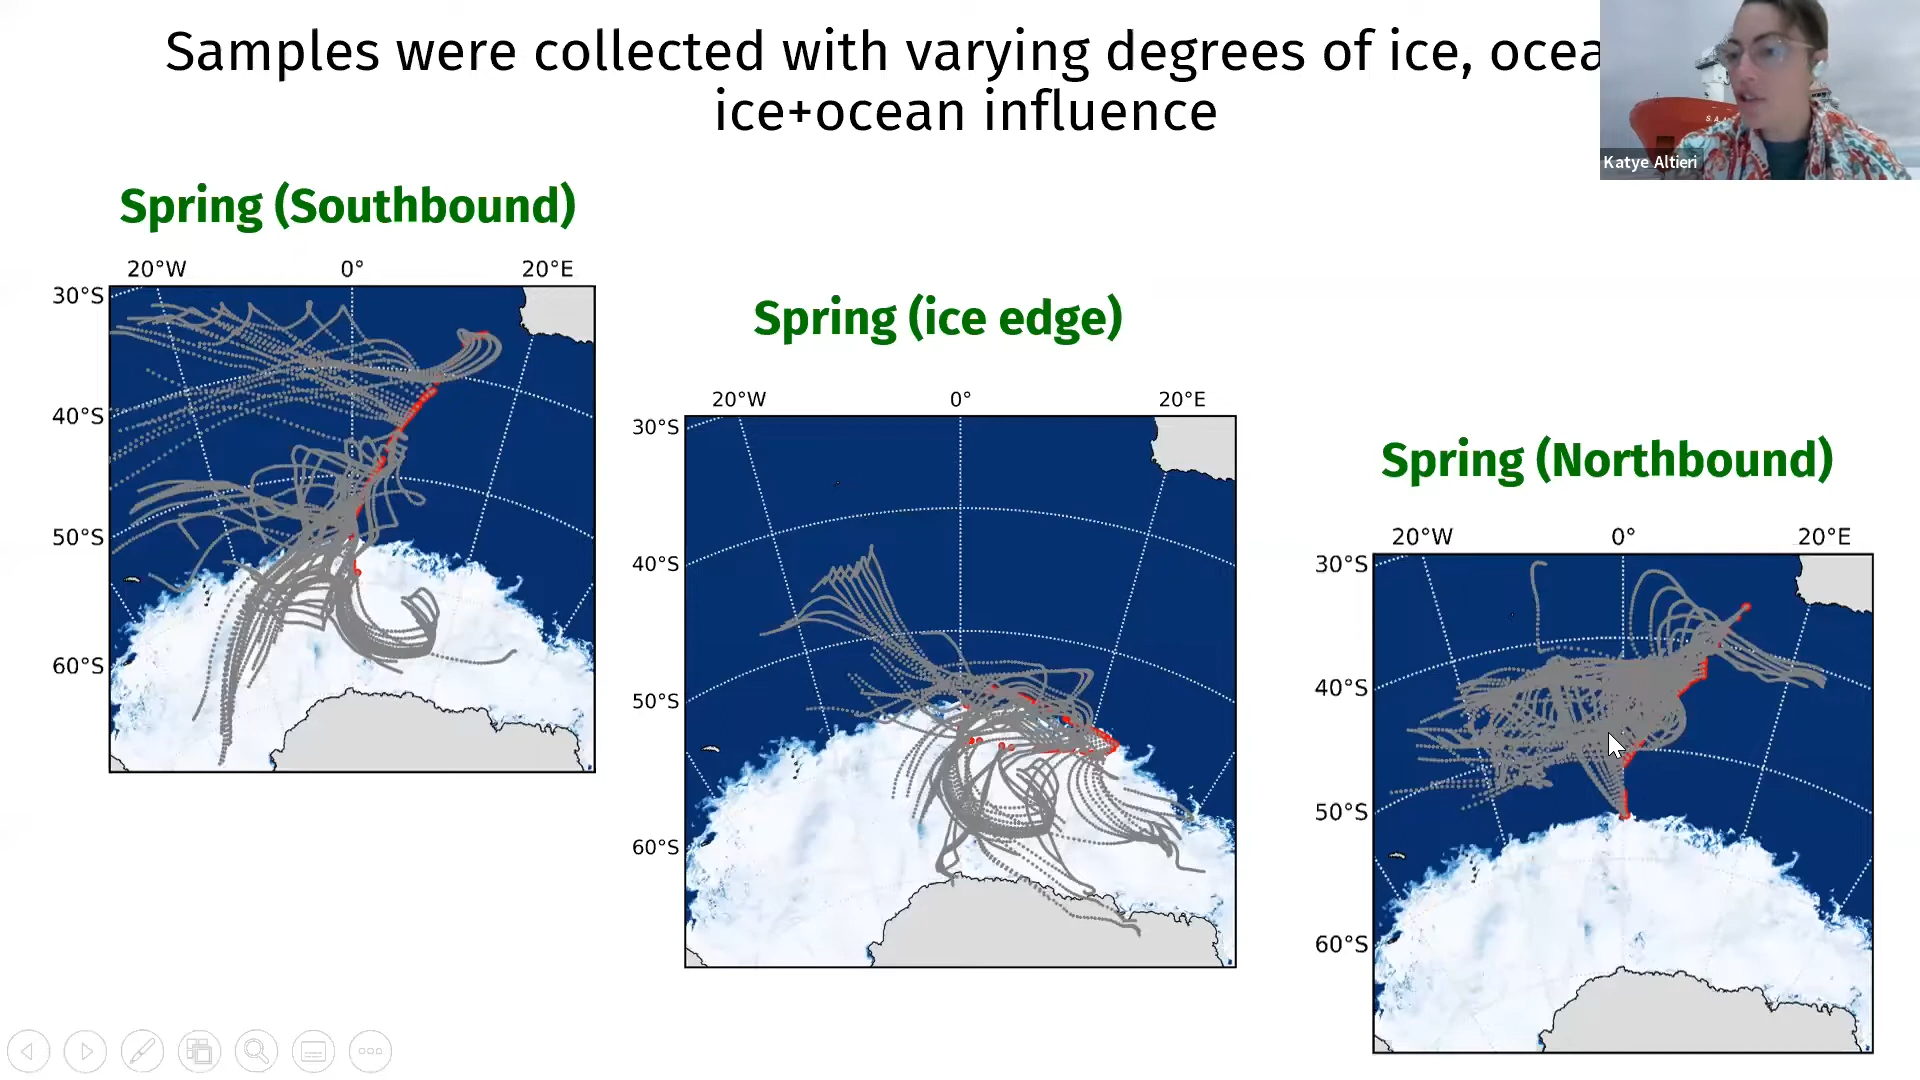 Samples were collected with varying degrees of ice,
ice+ocean influence
Katye Altieri
Spring (Southbound)
20°W 0° 20°E
30°S
40°S
50°S
60°S
Spring (ice edge)
20°W 0° 20°E
30°S
40°S
50°S
60°S
Spring (Northbound)
20°W 0° 20°E
30°S
40°S
50°S
60°S